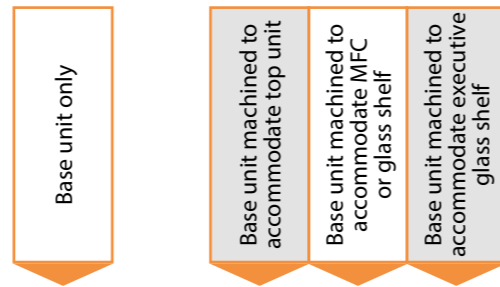 Base unit only
Base unit machined to
accommodate top unit
Base unit machined to
accommodate MFC
or glass shelf
Base unit machined to
accommodate executive
glass shelf